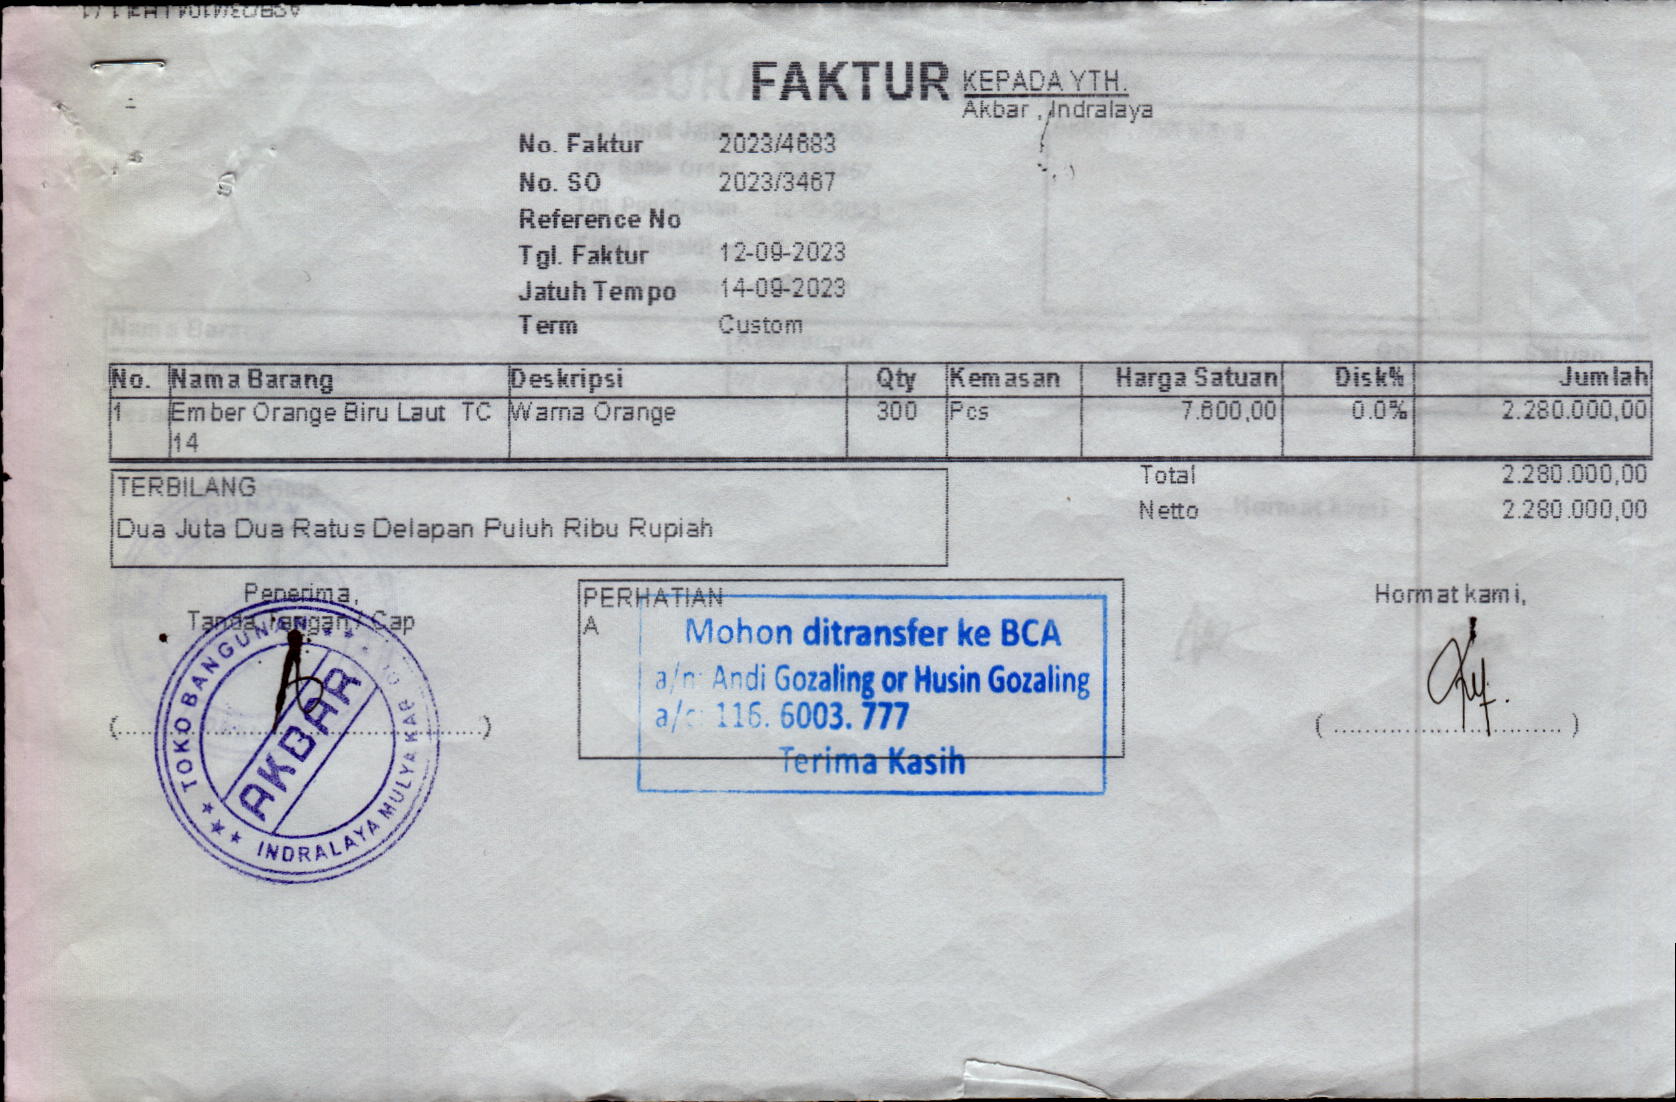 FAKTUR
KEPADA YTH.
Akbar , Indralaya
No. Faktur 2023/4683
No. SO 2023/3467
Reference No
Tgl. Faktur 12-09-2023
Jatuh Tempo 14-09-2023
Term Custom
No. Nama Barang Deskripsi Qty Kemasan Harga Satuan Disk% Jumlah
1 Ember Orange Biru Laut TC Warna Orange 300 Pcs 7.600,00 0.0% 2.280.000,00
14
TERBILANG
Dua Juta Dua Ratus Delapan Puluh Ribu Rupiah
Total 2.280.000,00
Netto 2.280.000,00
Penerima,
Tanda Tangan / Cap
(....................................................)
TOKO BANGUNAN
AKBAR
INDRALAYA MULYA KAB
PERHATIAN
A
Mohon ditransfer ke BCA
a/n: Andi Gozaling or Husin Gozaling
a/c: 116. 6003. 777
Terima Kasih
Hormat kami,
( ................................. )